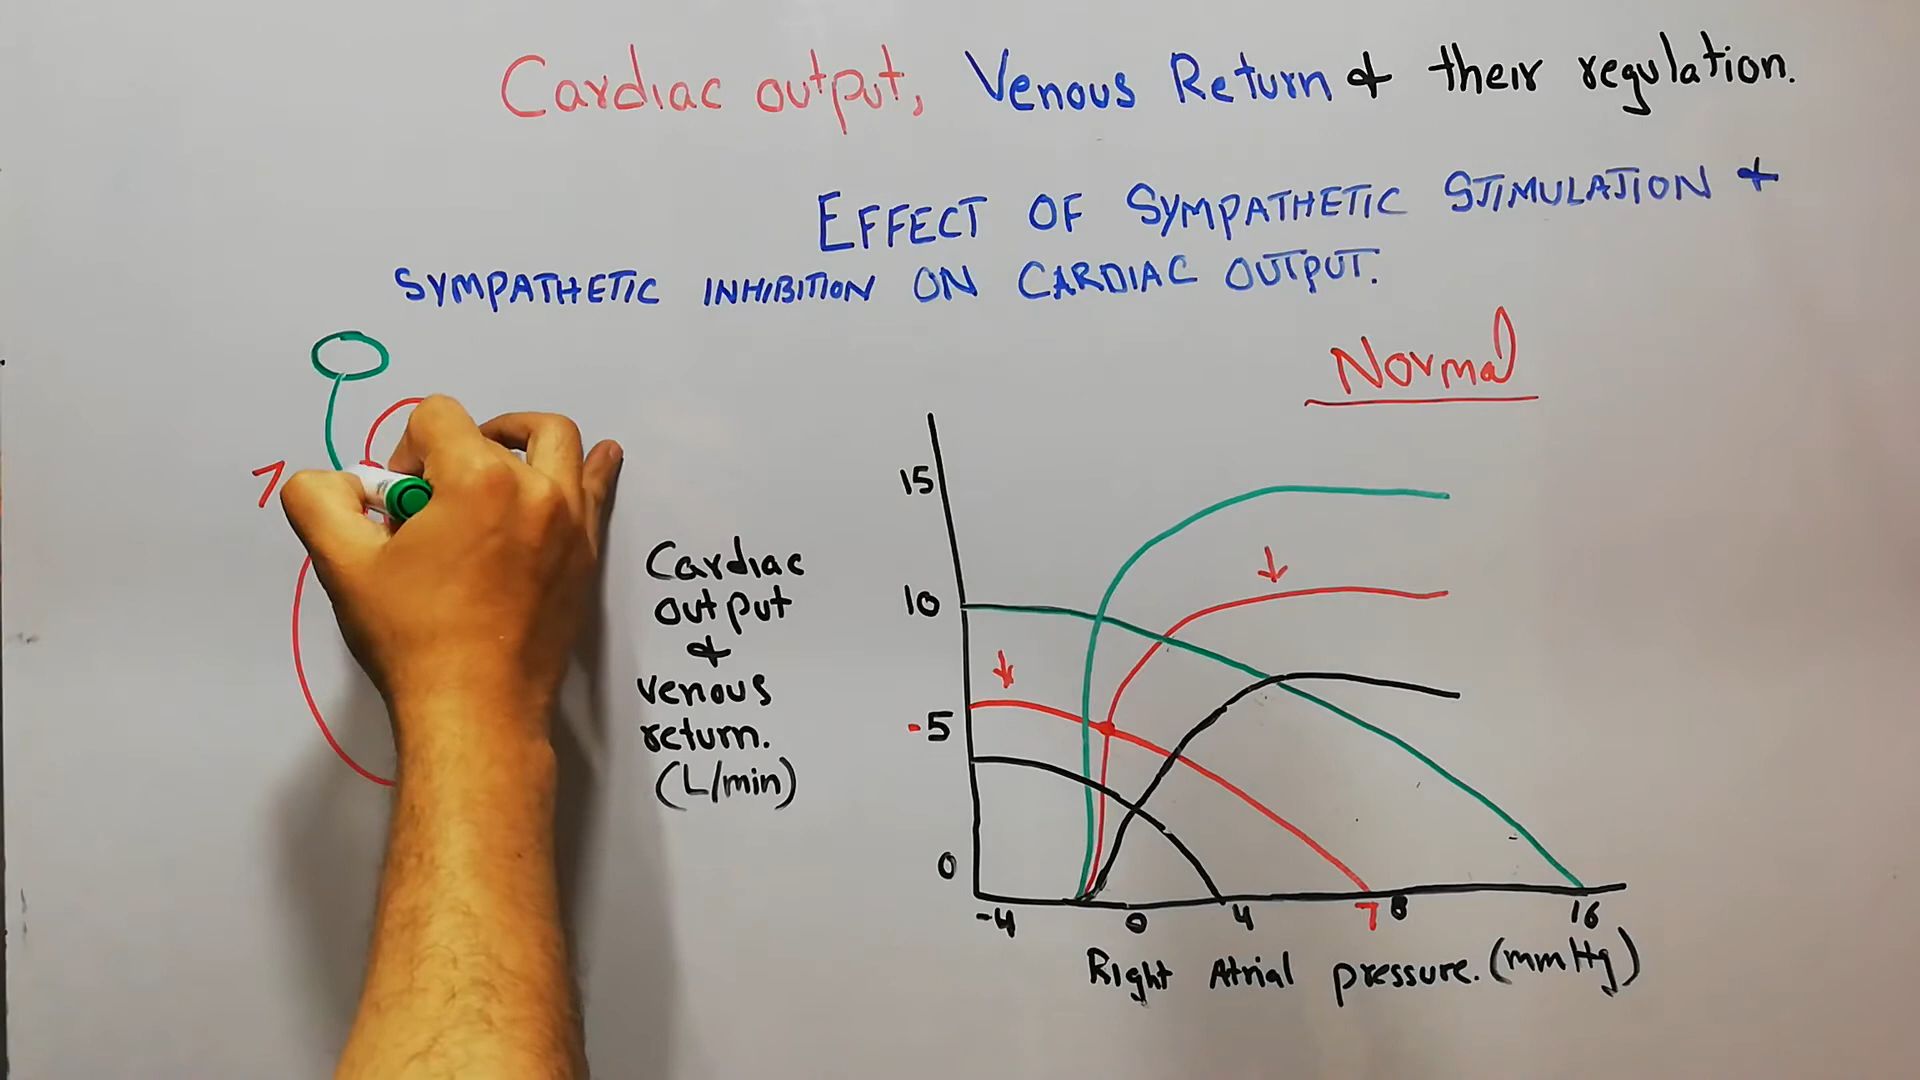 Cardiac output, Venous Return & their regulation.
EFFECT OF SYMPATHETIC STIMULATION &
SYMPATHETIC INHIBITION ON CARDIAC OUTPUT.
Normal
7
15
10
-5
0
Cardiac
output
&
venous
return.
(L/min)
-4 0 4 7 8 16
Right Atrial pressure. (mmHg)